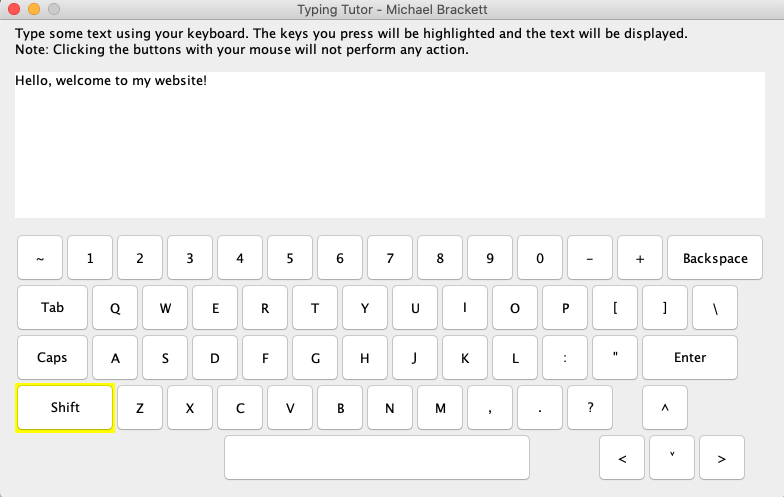 Typing Tutor - Michael Brackett
Type some text using your keyboard. The keys you press will be highlighted and the text will be displayed.
Note: Clicking the buttons with your mouse will not perform any action.
Hello, welcome to my website!
~ 1 2 3 4 5 6 7 8 9 0 - + Backspace
Tab Q W E R T Y U I O P [ ] \
Caps A S D F G H J K L : " Enter
Shift Z X C V B N M , . ? ^
< ˅ >